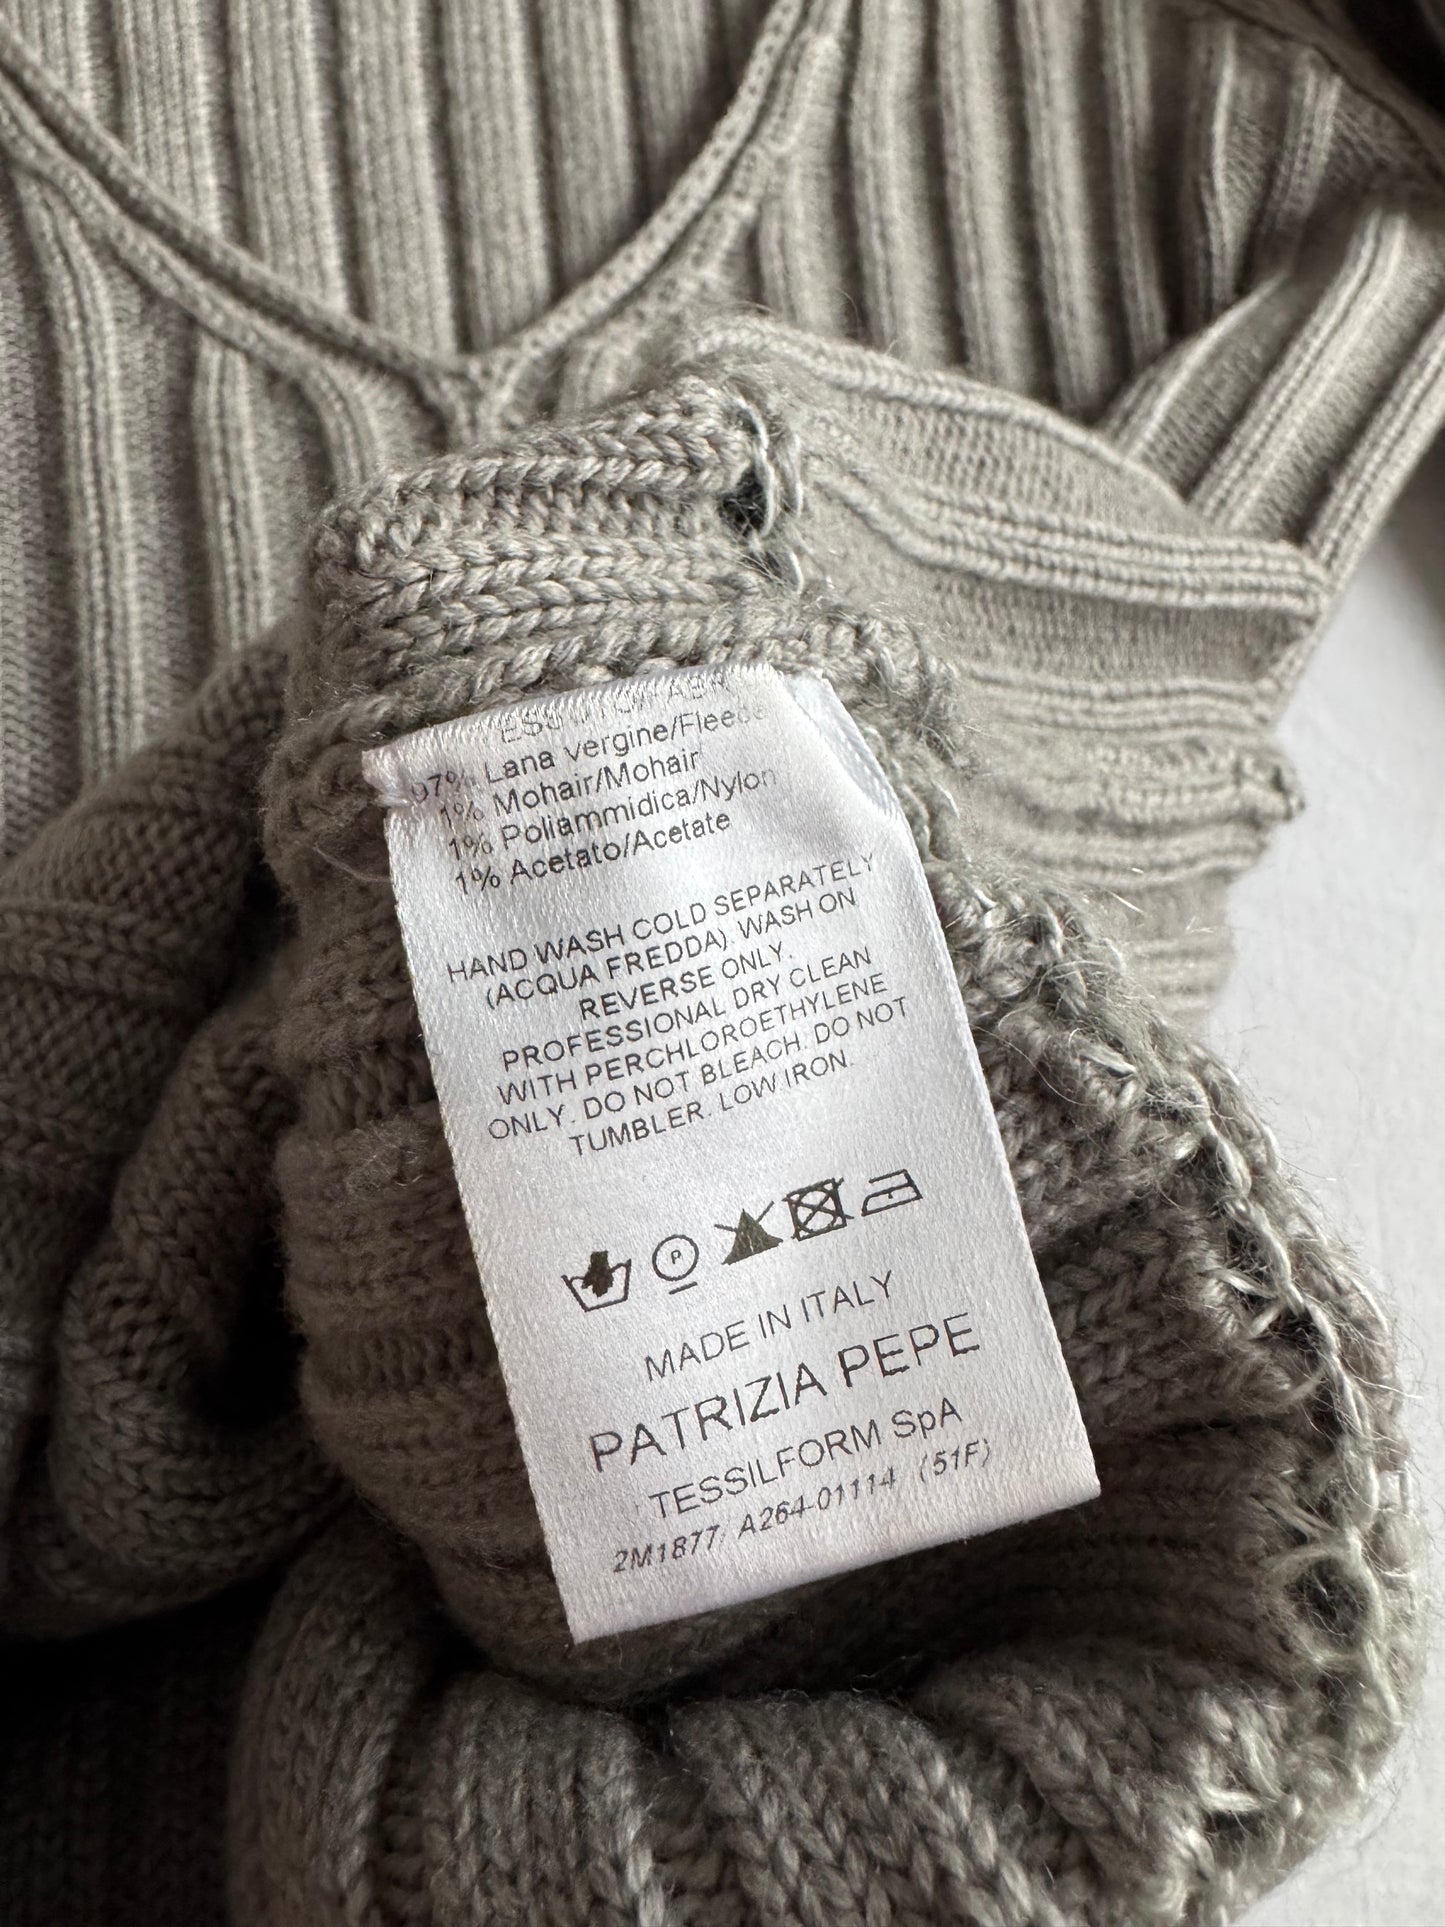 97% Lana vergine/Fleece
1% Mohair/Mohair
1% Poliammidica/Nylon
1% Acetato/Acetate
HAND WASH COLD SEPARATELY
(ACQUA FREDDA). WASH ON
REVERSE ONLY.
PROFESSIONAL DRY CLEAN
WITH PERCHLOROETHYLENE
ONLY. DO NOT BLEACH. DO NOT
TUMBLER. LOW IRON.
P
MADE IN ITALY
PATRIZIA PEPE
TESSILFORM SpA
2M1877 A264-01114 (51F)